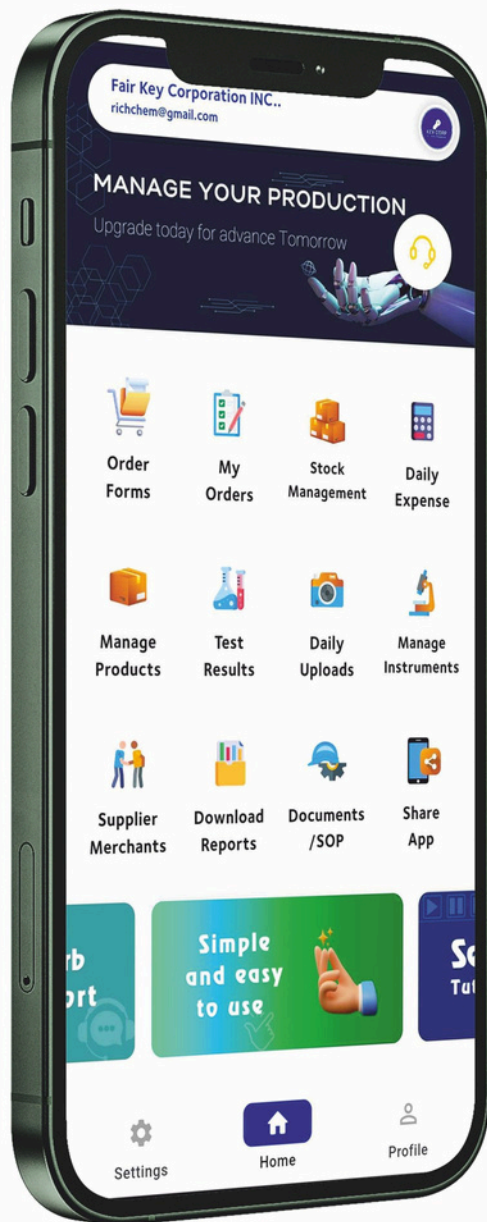 Fair Key Corporation INC..
richchem@gmail.com
KEY CORP
MANAGE YOUR PRODUCTION
Upgrade today for advance Tomorrow
Order
Forms
My
Orders
Stock
Management
Daily
Expense
Manage
Products
Test
Results
Daily
Uploads
Manage
Instruments
Supplier
Merchants
Download
Reports
Documents
/SOP
Share
App
Simple
and easy
to use
Settings
Home
Profile